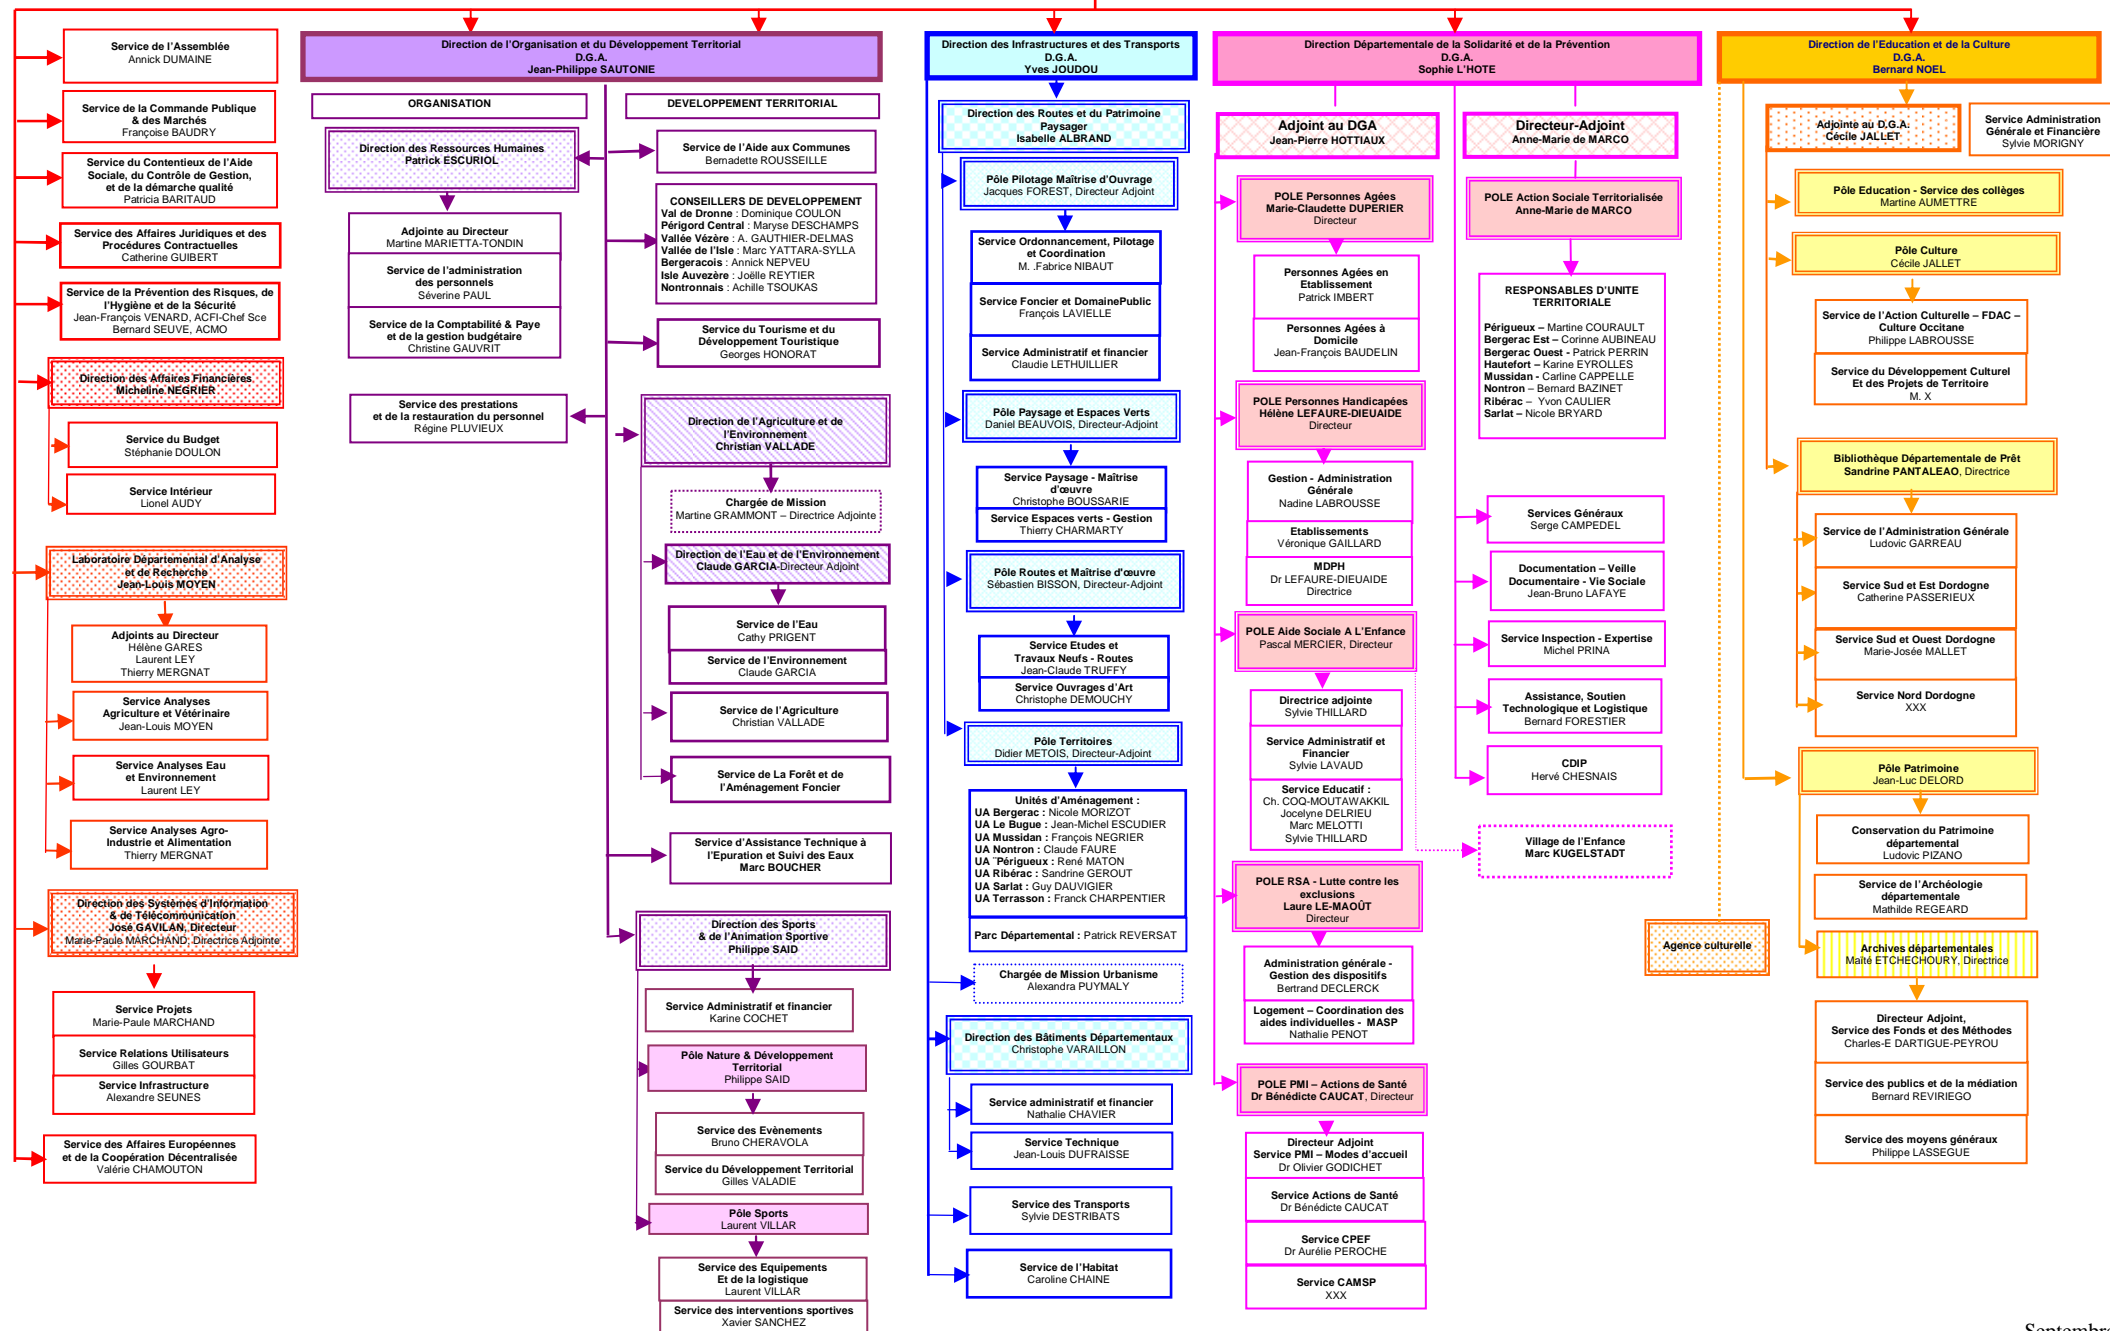 Service de l'Assemblée
Annick DUMAINE
Service de la Commande Publique
& des Marchés
Françoise BAUDRY
Service du Contentieux de l'Aide
Sociale, du Contrôle de Gestion,
et de la démarche qualité
Patricia BARITAUD
Service des Affaires Juridiques et des
Procédures Contractuelles
Catherine GUIBERT
Service de la Prévention des Risques, de
l'Hygiène et de la Sécurité
Jean-François VENARD, ACFI-Chef Sce
Bernard SEUVE, ACMO
Direction des Affaires Financières
Micheline NEGRIER
Service du Budget
Stéphanie DOULON
Service Intérieur
Lionel AUDY
Laboratoire Départemental d'Analyse
et de Recherche
Jean-Louis MOYEN
Adjoints au Directeur
Hélène GARES
Laurent LEY
Thierry MERGNAT
Service Analyses
Agriculture et Vétérinaire
Jean-Louis MOYEN
Service Analyses Eau
et Environnement
Laurent LEY
Service Analyses Agro-
Industrie et Alimentation
Thierry MERGNAT
Direction des Systèmes d'Information
& de Télécommunication
José GAVILAN, Directeur
Marie-Paule MARCHAND, Directrice Adjointe
Service Projets
Marie-Paule MARCHAND
Service Relations Utilisateurs
Gilles GOURBAT
Service Infrastructure
Alexandre SEUNES
Service des Affaires Européennes
et de la Coopération Décentralisée
Valérie CHAMOUTON
Direction de l'Organisation et du Développement Territorial
D.G.A.
Jean-Philippe SAUTONIE
ORGANISATION
Direction des Ressources Humaines
Patrick ESCURIOL
Adjointe au Directeur
Martine MARIETTA-TONDIN
Service de l'administration
des personnels
Séverine PAUL
Service de la Comptabilité & Paye
et de la gestion budgétaire
Christine GAUVRIT
Service des prestations
et de la restauration du personnel
Régine PLUVIEUX
DEVELOPPEMENT TERRITORIAL
Service de l'Aide aux Communes
Bernadette ROUSSEILLE
CONSEILLERS DE DEVELOPPEMENT
Val de Dronne : Dominique COULON
Périgord Central : Maryse DESCHAMPS
Vallée Vézère : A. GAUTHIER-DELMAS
Vallée de l'Isle : Marc YATTARA-SYLLA
Bergeracois : Annick NEPVEU
Isle Auvezère : Joëlle REYTIER
Nontronnais : Achille TSOUKAS
Service du Tourisme et du
Développement Touristique
Georges HONORAT
Direction de l'Agriculture et de
l'Environnement
Christian VALLADE
Chargée de Mission
Martine GRAMMONT – Directrice Adjointe
Direction de l'Eau et de l'Environnement
Claude GARCIA-Directeur Adjoint
Service de l'Eau
Cathy PRIGENT
Service de l'Environnement
Claude GARCIA
Service de l'Agriculture
Christian VALLADE
Service de La Forêt et de
l'Aménagement Foncier
Service d'Assistance Technique à
l'Epuration et Suivi des Eaux
Marc BOUCHER
Direction des Sports
& de l'Animation Sportive
Philippe SAID
Service Administratif et financier
Karine COCHET
Pôle Nature & Développement
Territorial
Philippe SAID
Service des Evènements
Bruno CHERAVOLA
Service du Développement Territorial
Gilles VALADIE
Pôle Sports
Laurent VILLAR
Service des Equipements
Et de la logistique
Laurent VILLAR
Service des interventions sportives
Xavier SANCHEZ
Direction des Infrastructures et des Transports
D.G.A.
Yves JOUDOU
Direction des Routes et du Patrimoine
Paysager
Isabelle ALBRAND
Pôle Pilotage Maîtrise d'Ouvrage
Jacques FOREST, Directeur Adjoint
Service Ordonnancement, Pilotage
et Coordination
M. .Fabrice NIBAUT
Service Foncier et DomainePublic
François LAVIELLE
Service Administratif et financier
Claudie LETHUILLIER
Pôle Paysage et Espaces Verts
Daniel BEAUVOIS, Directeur-Adjoint
Service Paysage - Maîtrise
d'œuvre
Christophe BOUSSARIE
Service Espaces verts - Gestion
Thierry CHARMARTY
Pôle Routes et Maîtrise d'œuvre
Sébastien BISSON, Directeur-Adjoint
Service Etudes et
Travaux Neufs - Routes
Jean-Claude TRUFFY
Service Ouvrages d'Art
Christophe DEMOUCHY
Pôle Territoires
Didier METOIS, Directeur-Adjoint
Unités d'Aménagement :
UA Bergerac : Nicole MORIZOT
UA Le Bugue : Jean-Michel ESCUDIER
UA Mussidan : François NEGRIER
UA Nontron : Claude FAURE
UA ¨Périgueux : René MATON
UA Ribérac : Sandrine GEROUT
UA Sarlat : Guy DAUVIGIER
UA Terrasson : Franck CHARPENTIER
Parc Départemental : Patrick REVERSAT
Chargée de Mission Urbanisme
Alexandra PUYMALY
Direction des Bâtiments Départementaux
Christophe VARAILLON
Service administratif et financier
Nathalie CHAVIER
Service Technique
Jean-Louis DUFRAISSE
Service des Transports
Sylvie DESTRIBATS
Service de l'Habitat
Caroline CHAINE
Direction Départementale de la Solidarité et de la Prévention
D.G.A.
Sophie L'HOTE
Adjoint au DGA
Jean-Pierre HOTTIAUX
POLE Personnes Agées
Marie-Claudette DUPERIER
Directeur
Personnes Agées en
Etablissement
Patrick IMBERT
Personnes Agées à
Domicile
Jean-François BAUDELIN
POLE Personnes Handicapées
Hélène LEFAURE-DIEUAIDE
Directeur
Gestion - Administration
Générale
Nadine LABROUSSE
Etablissements
Véronique GAILLARD
MDPH
Dr LEFAURE-DIEUAIDE
Directrice
POLE Aide Sociale A L'Enfance
Pascal MERCIER, Directeur
Directrice adjointe
Sylvie THILLARD
Service Administratif et
Financier
Sylvie LAVAUD
Service Educatif :
Ch. COQ-MOUTAWAKKIL
Jocelyne DELRIEU
Marc MELOTTI
Sylvie THILLARD
POLE RSA - Lutte contre les
exclusions
Laure LE-MAOÛT
Directeur
Administration générale -
Gestion des dispositifs
Bertrand DECLERCK
Logement – Coordination des
aides individuelles - MASP
Nathalie PENOT
POLE PMI – Actions de Santé
Dr Bénédicte CAUCAT, Directeur
Directeur Adjoint
Service PMI – Modes d'accueil
Dr Olivier GODICHET
Service Actions de Santé
Dr Bénédicte CAUCAT
Service CPEF
Dr Aurélie PEROCHE
Service CAMSP
XXX
Directeur-Adjoint
Anne-Marie de MARCO
POLE Action Sociale Territorialisée
Anne-Marie de MARCO
RESPONSABLES D'UNITE
TERRITORIALE
Périgueux – Martine COURAULT
Bergerac Est – Corinne AUBINEAU
Bergerac Ouest - Patrick PERRIN
Hautefort – Karine EYROLLES
Mussidan - Carline CAPPELLE
Nontron – Bernard BAZINET
Ribérac – Yvon CAULIER
Sarlat – Nicole BRYARD
Services Généraux
Serge CAMPEDEL
Documentation – Veille
Documentaire - Vie Sociale
Jean-Bruno LAFAYE
Service Inspection - Expertise
Michel PRINA
Assistance, Soutien
Technologique et Logistique
Bernard FORESTIER
CDIP
Hervé CHESNAIS
Village de l'Enfance
Marc KUGELSTADT
Direction de l'Education et de la Culture
D.G.A.
Bernard NOEL
Adjointe au D.G.A.
Cécile JALLET
Service Administration
Générale et Financière
Sylvie MORIGNY
Pôle Education - Service des collèges
Martine AUMETTRE
Pôle Culture
Cécile JALLET
Service de l'Action Culturelle – FDAC –
Culture Occitane
Philippe LABROUSSE
Service du Développement Culturel
Et des Projets de Territoire
M. X
Bibliothèque Départementale de Prêt
Sandrine PANTALEAO, Directrice
Service de l'Administration Générale
Ludovic GARREAU
Service Sud et Est Dordogne
Catherine PASSERIEUX
Service Sud et Ouest Dordogne
Marie-Josée MALLET
Service Nord Dordogne
XXX
Pôle Patrimoine
Jean-Luc DELORD
Conservation du Patrimoine
départemental
Ludovic PIZANO
Service de l'Archéologie
départementale
Mathilde REGEARD
Agence culturelle
Archives départementales
Maïté ETCHECHOURY, Directrice
Directeur Adjoint,
Service des Fonds et des Méthodes
Charles-E DARTIGUE-PEYROU
Service des publics et de la médiation
Bernard REVIRIEGO
Service des moyens généraux
Philippe LASSEGUE
Septembre